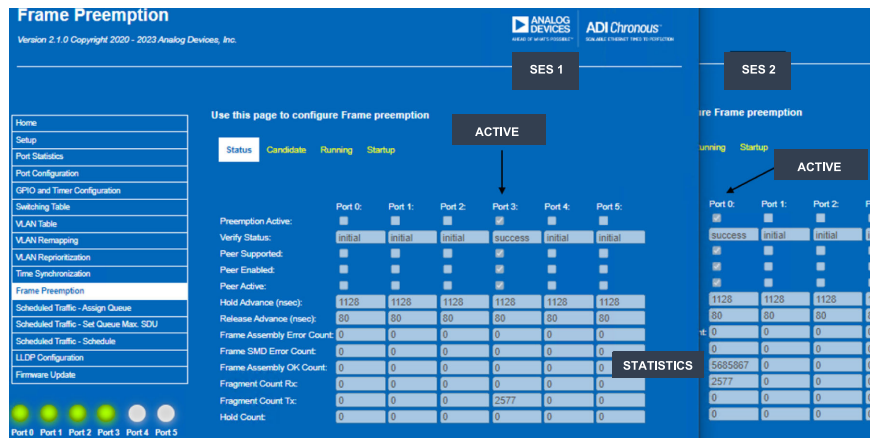 Frame Preemption
Version 2.1.0 Copyright 2020 - 2023 Analog Devices, Inc.
ANALOG
DEVICES
AHEAD OF WHAT'S POSSIBLE™
ADI Chronous™
SCALABLE ETHERNET TIMED TO PERFECTION
SES 1
SES 2
Home
Setup
Port Statistics
Port Configuration
GPIO and Timer Configuration
Switching Table
VLAN Table
VLAN Remapping
VLAN Reprioritization
Time Synchronization
Frame Preemption
Scheduled Traffic - Assign Queue
Scheduled Traffic - Set Queue Max. SDU
Scheduled Traffic - Schedule
LLDP Configuration
Firmware Update
Port 0 Port 1 Port 2 Port 3 Port 4 Port 5
Use this page to configure Frame preemption
ACTIVE
Status Candidate Running Startup
Port 0: Port 1: Port 2: Port 3: Port 4: Port 5:
Preemption Active:
Verify Status: initial initial initial success initial initial
Peer Supported:
Peer Enabled:
Peer Active:
Hold Advance (nsec): 1128 1128 1128 1128 1128 1128
Release Advance (nsec): 80 80 80 80 80 80
Frame Assembly Error Count: 0 0 0 0 0 0
Frame SMD Error Count: 0 0 0 0 0 0
Frame Assembly OK Count: 0 0 0 0 0
Fragment Count Rx: 0 0 0 0 0 0
Fragment Count Tx: 0 0 0 2577 0 0
Hold Count: 0 0 0 0 0 0
STATISTICS
ure Frame preemption
unning Startup
ACTIVE
Port 0: Port 1: Port 2:
success initial initial
1128 1128 1128
80 80 80
nt: 0 0 0
0 0 0
5685867 0 0
2577 0 0
0 0 0
0 0 0